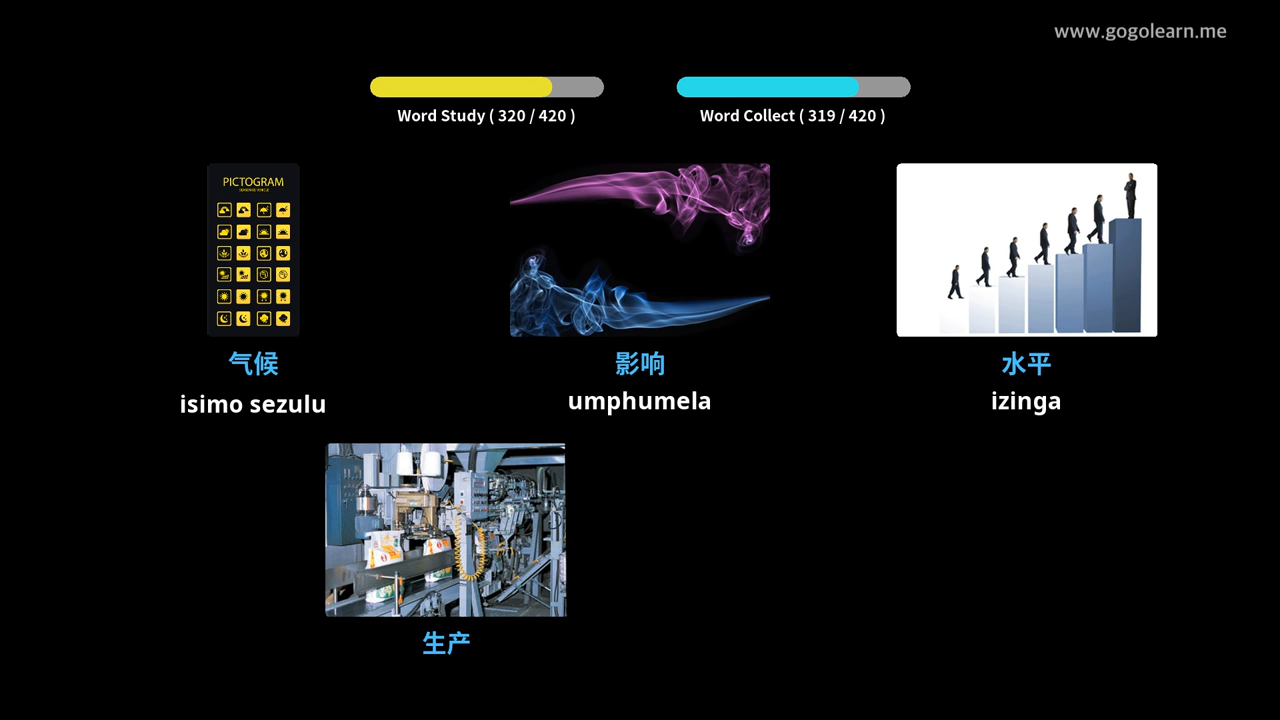 www.gogolearn.me
Word Study ( 320 / 420 )
Word Collect ( 319 / 420 )
PICTOGRAM
气候
isimo sezulu
影响
umphumela
水平
izinga
生产